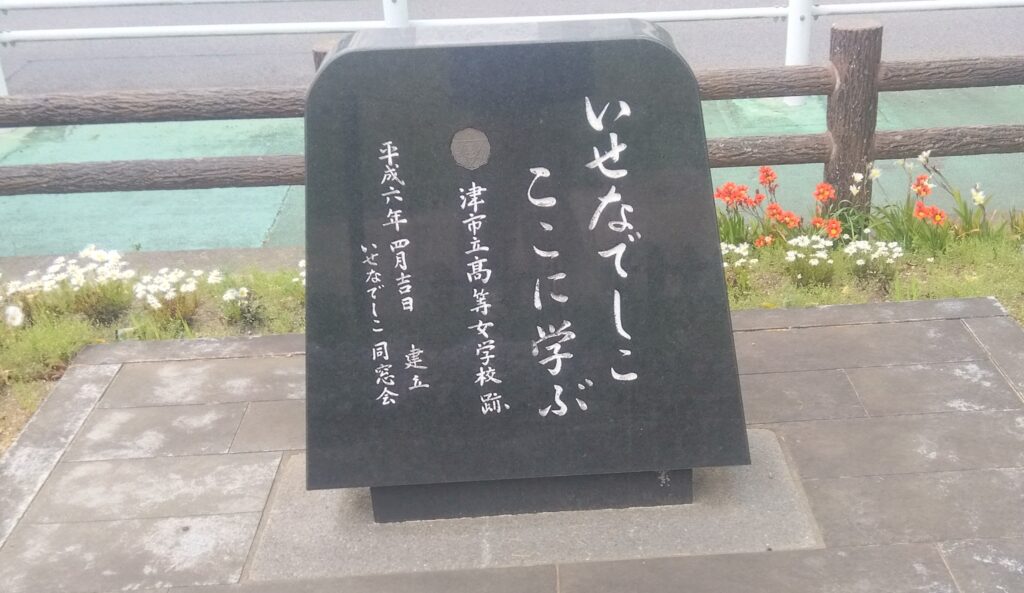 いせなでしこ
ここに学ぶ
津市立高等女学校跡
平成六年四月吉日 建立
いせなでしこ同窓会